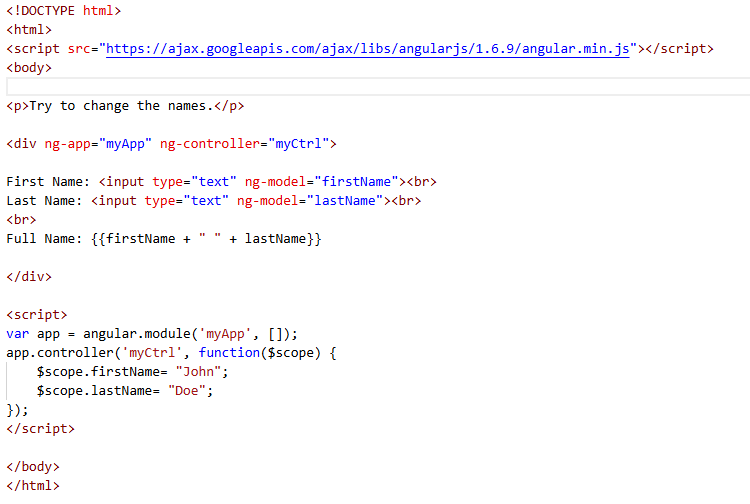 <!DOCTYPE html>
<html>
<script src="https://ajax.googleapis.com/ajax/libs/angularjs/1.6.9/angular.min.js"></script>
<body>
<p>Try to change the names.</p>
<div ng-app="myApp" ng-controller="myCtrl">
First Name: <input type="text" ng-model="firstName"><br>
Last Name: <input type="text" ng-model="lastName"><br>
<br>
Full Name: {{firstName + " " + lastName}}
</div>
<script>
var app = angular.module('myApp', []);
app.controller('myCtrl', function($scope) {
    $scope.firstName= "John";
    $scope.lastName= "Doe";
});
</script>
</body>
</html>